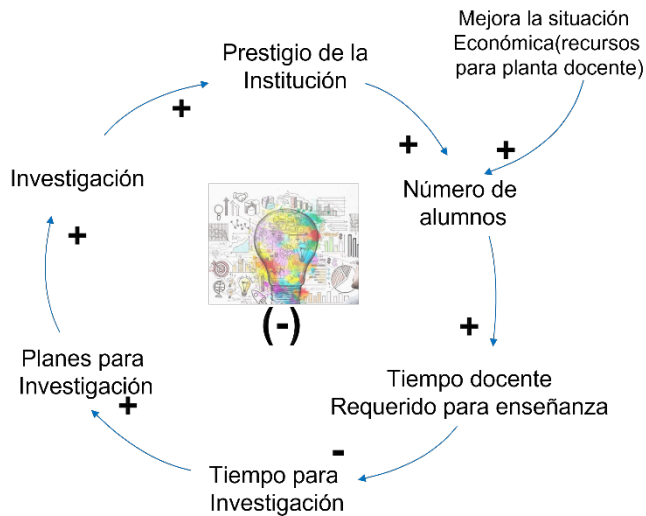 Mejora la situación
Económica(recursos
para planta docente)
Prestigio de la
Institución
+
+
+
Investigación
Número de
alumnos
+
(-)
+
Planes para
Investigación
+
Tiempo docente
Requerido para enseñanza
-
Tiempo para
Investigación